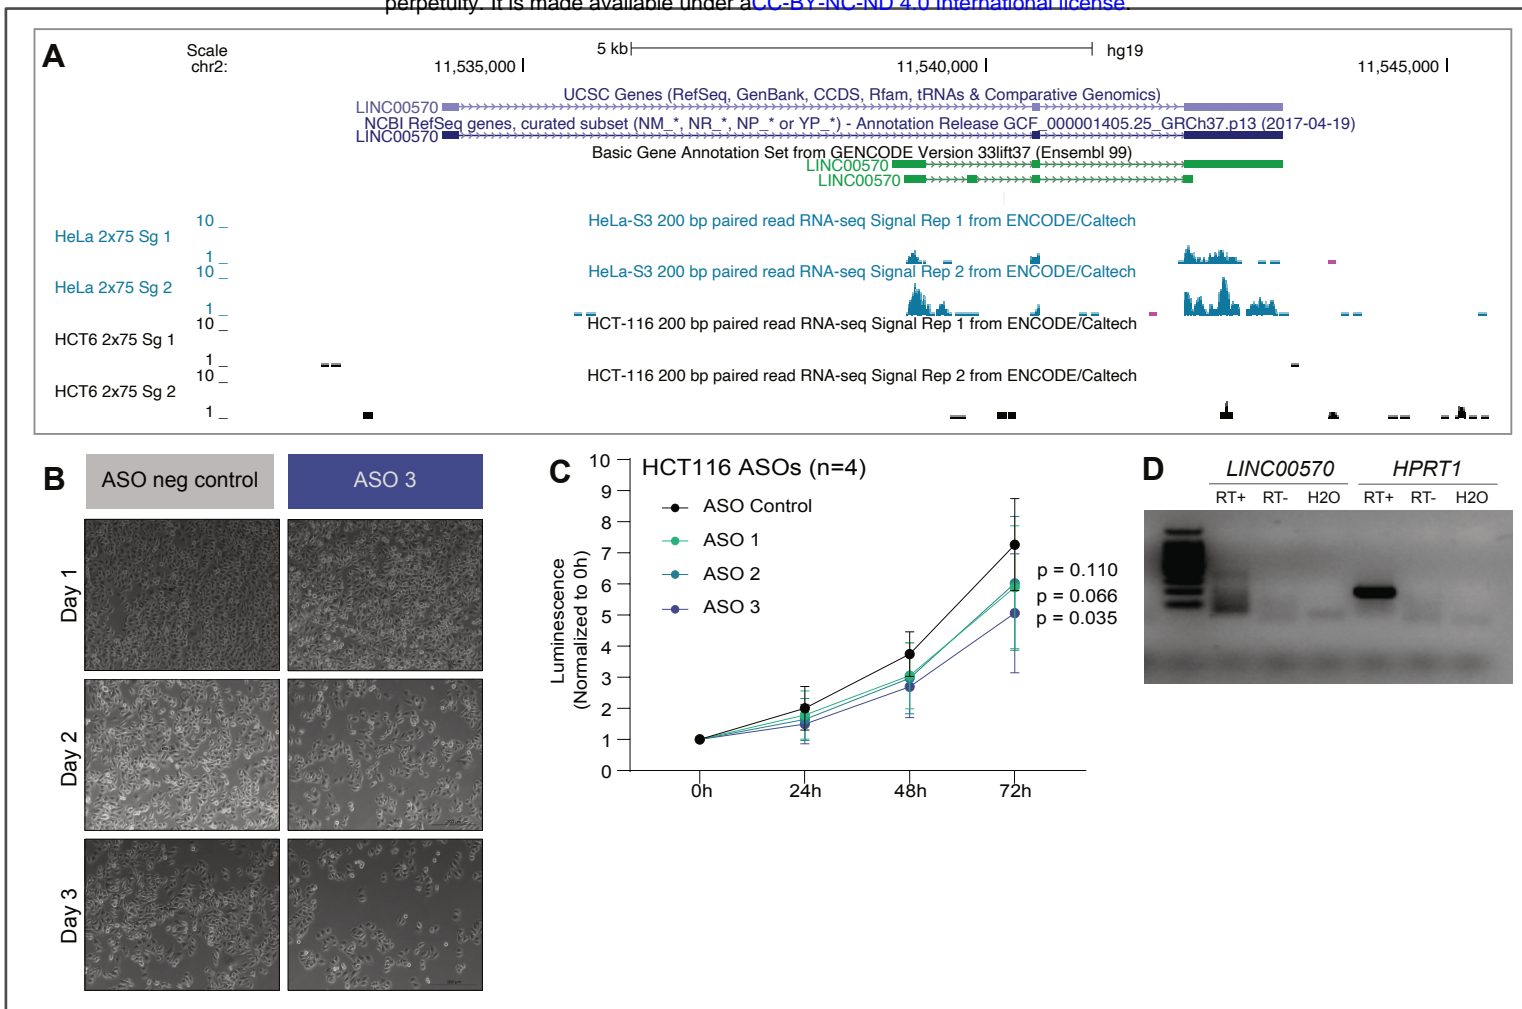 perpetuity. It is made available under aCC-BY-NC-ND 4.0 International license.
A
Scale
5 kb
hg19
chr2:
11,535,000
11,540,000
11,545,000
UCSC Genes (RefSeq, GenBank, CCDS, Rfam, tRNAs & Comparative Genomics)
LINC00570
NCBI RefSeq genes, curated subset (NM_*, NR_*, NP_* or YP_*) - Annotation Release GCF_000001405.25_GRCh37.p13 (2017-04-19)
LINC00570
Basic Gene Annotation Set from GENCODE Version 33lift37 (Ensembl 99)
LINC00570
LINC00570
10 _
HeLa-S3 200 bp paired read RNA-seq Signal Rep 1 from ENCODE/Caltech
HeLa 2x75 Sg 1
1 _
10 _
HeLa-S3 200 bp paired read RNA-seq Signal Rep 2 from ENCODE/Caltech
HeLa 2x75 Sg 2
1 _
10 _
HCT-116 200 bp paired read RNA-seq Signal Rep 1 from ENCODE/Caltech
HCT6 2x75 Sg 1
1 _
10 _
HCT-116 200 bp paired read RNA-seq Signal Rep 2 from ENCODE/Caltech
HCT6 2x75 Sg 2
1 _
B
ASO neg control
ASO 3
Day 1
Day 2
Day 3
C
HCT116 ASOs (n=4)
ASO Control
ASO 1
ASO 2
ASO 3
Luminescence
(Normalized to 0h)
10
9
8
7
6
5
4
3
2
1
0
0h
24h
48h
72h
p = 0.110
p = 0.066
p = 0.035
D
LINC00570
HPRT1
RT+
RT-
H2O
RT+
RT-
H2O